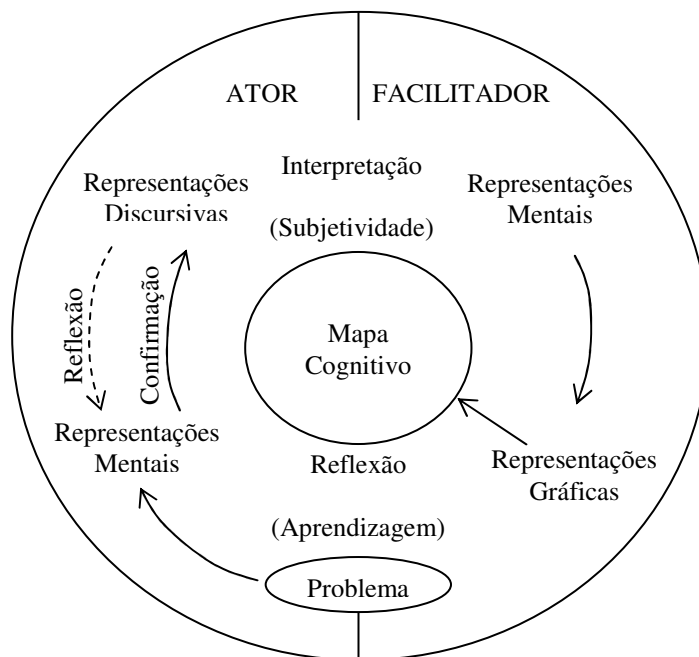 ATOR
FACILITADOR
Interpretação
(Subjetividade)
Representações
Discursivas
Representações
Mentais
Reflexão
Confirmação
Mapa
Cognitivo
Representações
Mentais
Reflexão
Representações
Gráficas
(Aprendizagem)
Problema